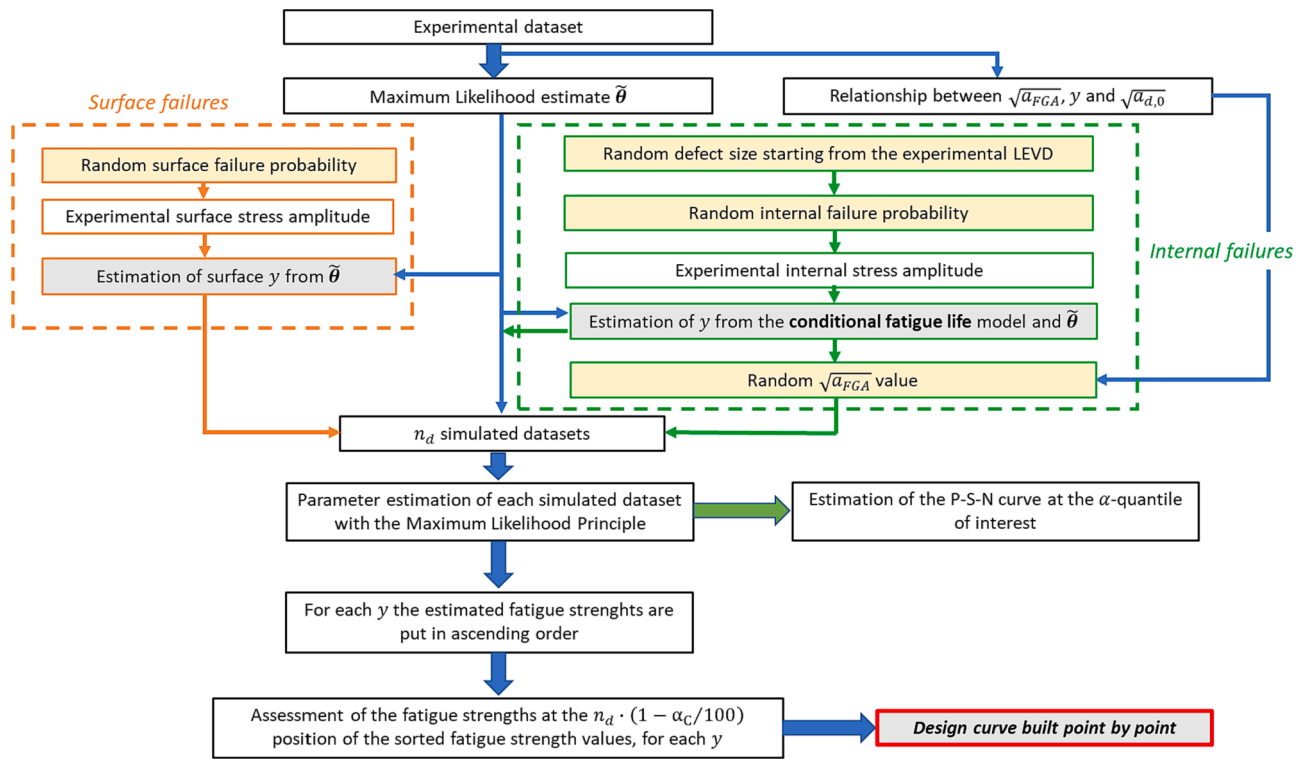 Experimental dataset
Maximum Likelihood estimate θ̃
Relationship between √a_FGA, y and √a_d,0
Surface failures
Random surface failure probability
Experimental surface stress amplitude
Estimation of surface y from θ̃
Random defect size starting from the experimental LEVD
Random internal failure probability
Experimental internal stress amplitude
Estimation of y from the conditional fatigue life model and θ̃
Random √a_FGA value
Internal failures
n_d simulated datasets
Parameter estimation of each simulated dataset
with the Maximum Likelihood Principle
Estimation of the P-S-N curve at the α-quantile
of interest
For each y the estimated fatigue strenghts are
put in ascending order
Assessment of the fatigue strengths at the n_d · (1 − α_C/100)
position of the sorted fatigue strength values, for each y
Design curve built point by point